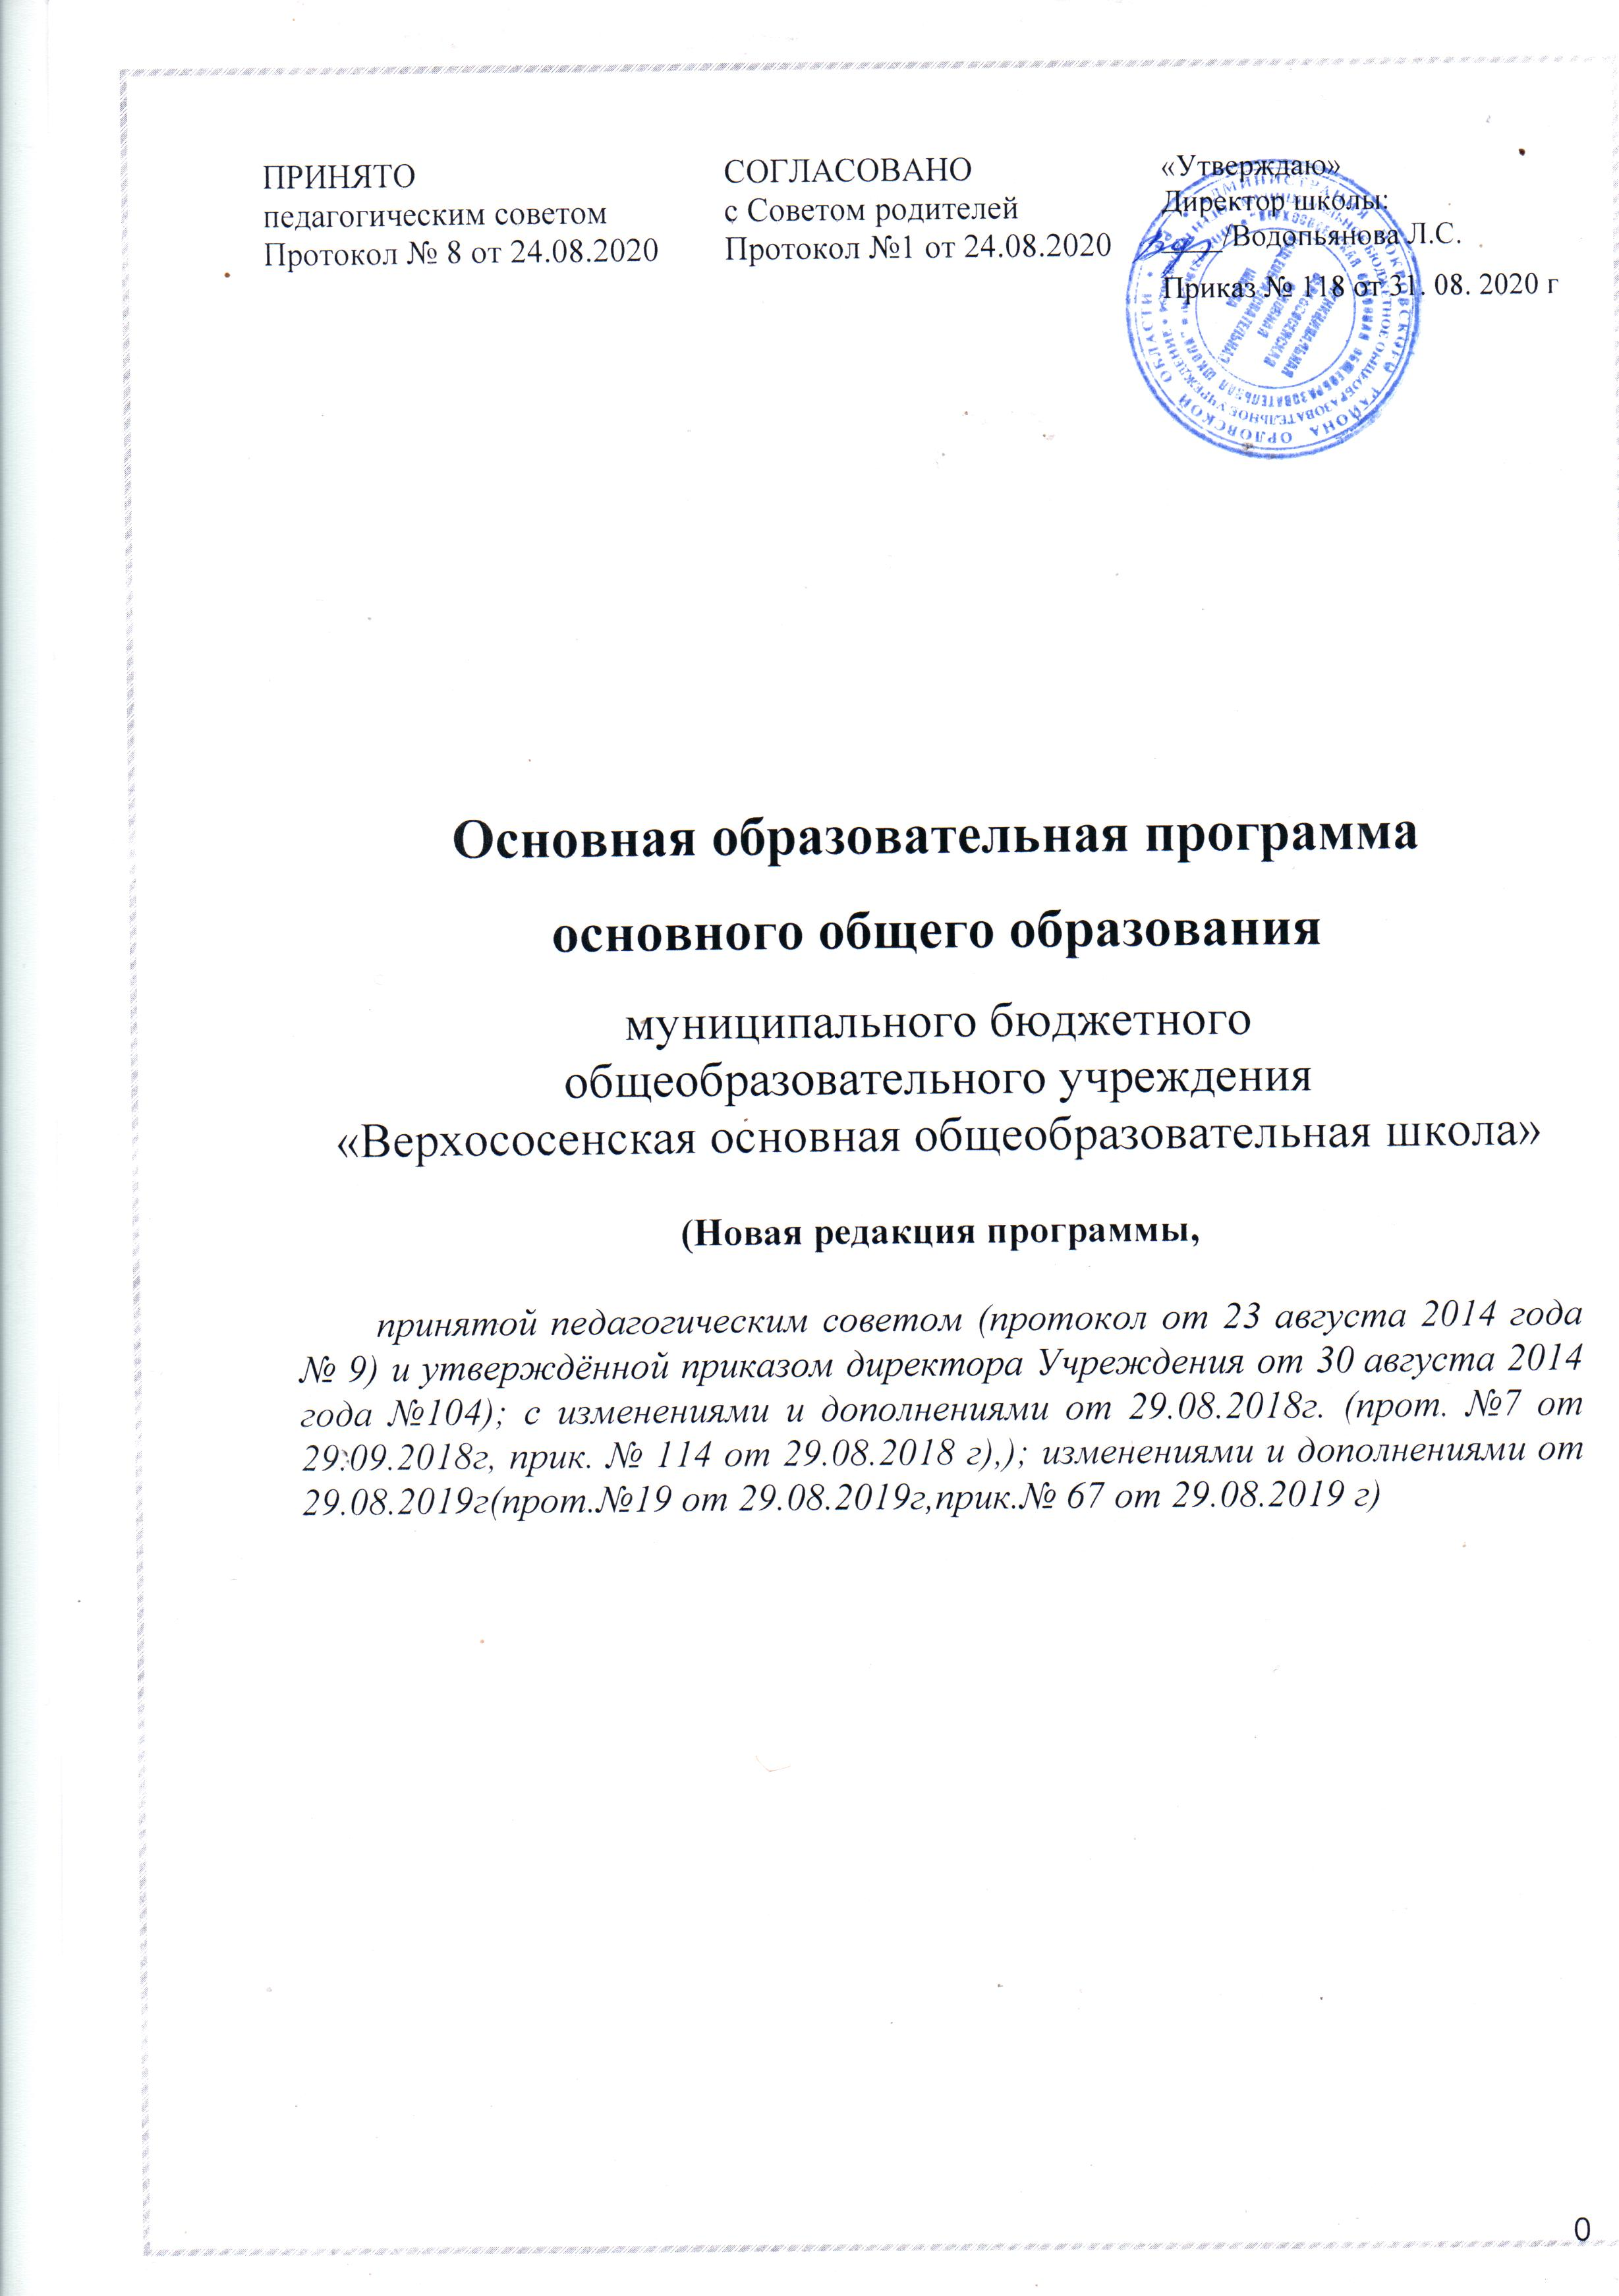 ПРИНЯТО
педагогическим советом
Протокол № 8 от 24.08.2020
СОГЛАСОВАНО
с Советом родителей
Протокол №1 от 24.08.2020
«Утверждаю»
Директор школы:
/Водопьянова Л.С.
Приказ № 118 от 31. 08. 2020 г
Основная образовательная программа
основного общего образования
муниципального бюджетного
общеобразовательного учреждения
«Верхососенская основная общеобразовательная школа»
(Новая редакция программы,
принятой педагогическим советом (протокол от 23 августа 2014 года
№ 9) и утверждённой приказом директора Учреждения от 30 августа 2014
года №104); с изменениями и дополнениями от 29.08.2018г. (прот. №7 от
29.09.2018г, прик. № 114 от 29.08.2018 г),); изменениями и дополнениями от
29.08.2019г(прот.№19 от 29.08.2019г,прик.№ 67 от 29.08.2019 г)
0